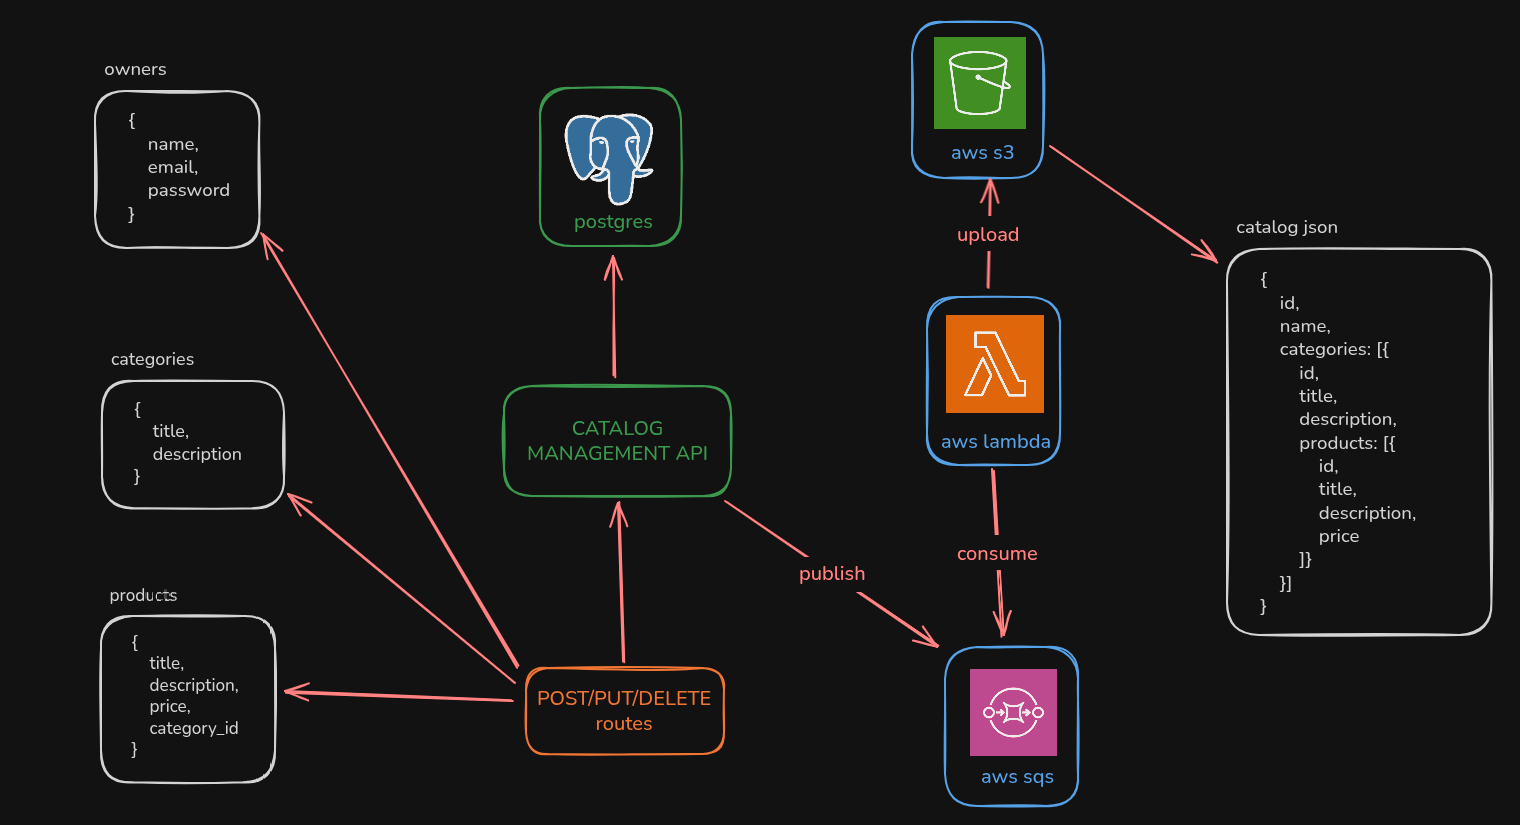 owners
{
name,
email,
password
}
categories
{
title,
description
}
products
{
title,
description,
price,
category_id
}
postgres
CATALOG
MANAGEMENT API
POST/PUT/DELETE
routes
publish
aws s3
upload
aws lambda
consume
aws sqs
catalog json
{
id,
name,
categories: [{
id,
title,
description,
products: [{
id,
title,
description,
price
]}
}]
}